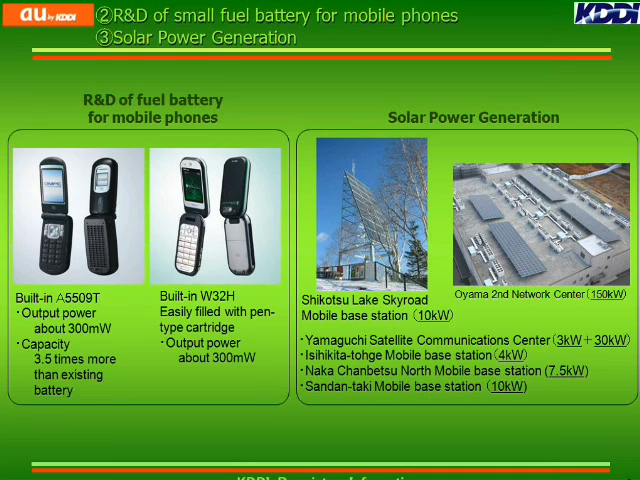 au by KDDI
②R&D of small fuel battery for mobile phones
KDDI
③Solar Power Generation
R&D of fuel battery
for mobile phones
Built-in A5509T
・Output power
about 300mW
・Capacity
3.5 times more
than existing
battery
Built-in W32H
Easily filled with pen-
type cartridge
・Output power
about 300mW
Solar Power Generation
Shikotsu Lake Skyroad
Mobile base station（10kW）
Oyama 2nd Network Center（150kW）
・Yamaguchi Satellite Communications Center（3kW＋30kW）
・Isihikita-tohge Mobile base station（4kW）
・Naka Chanbetsu North Mobile base station (7.5kW)
・Sandan-taki Mobile base station （10kW）